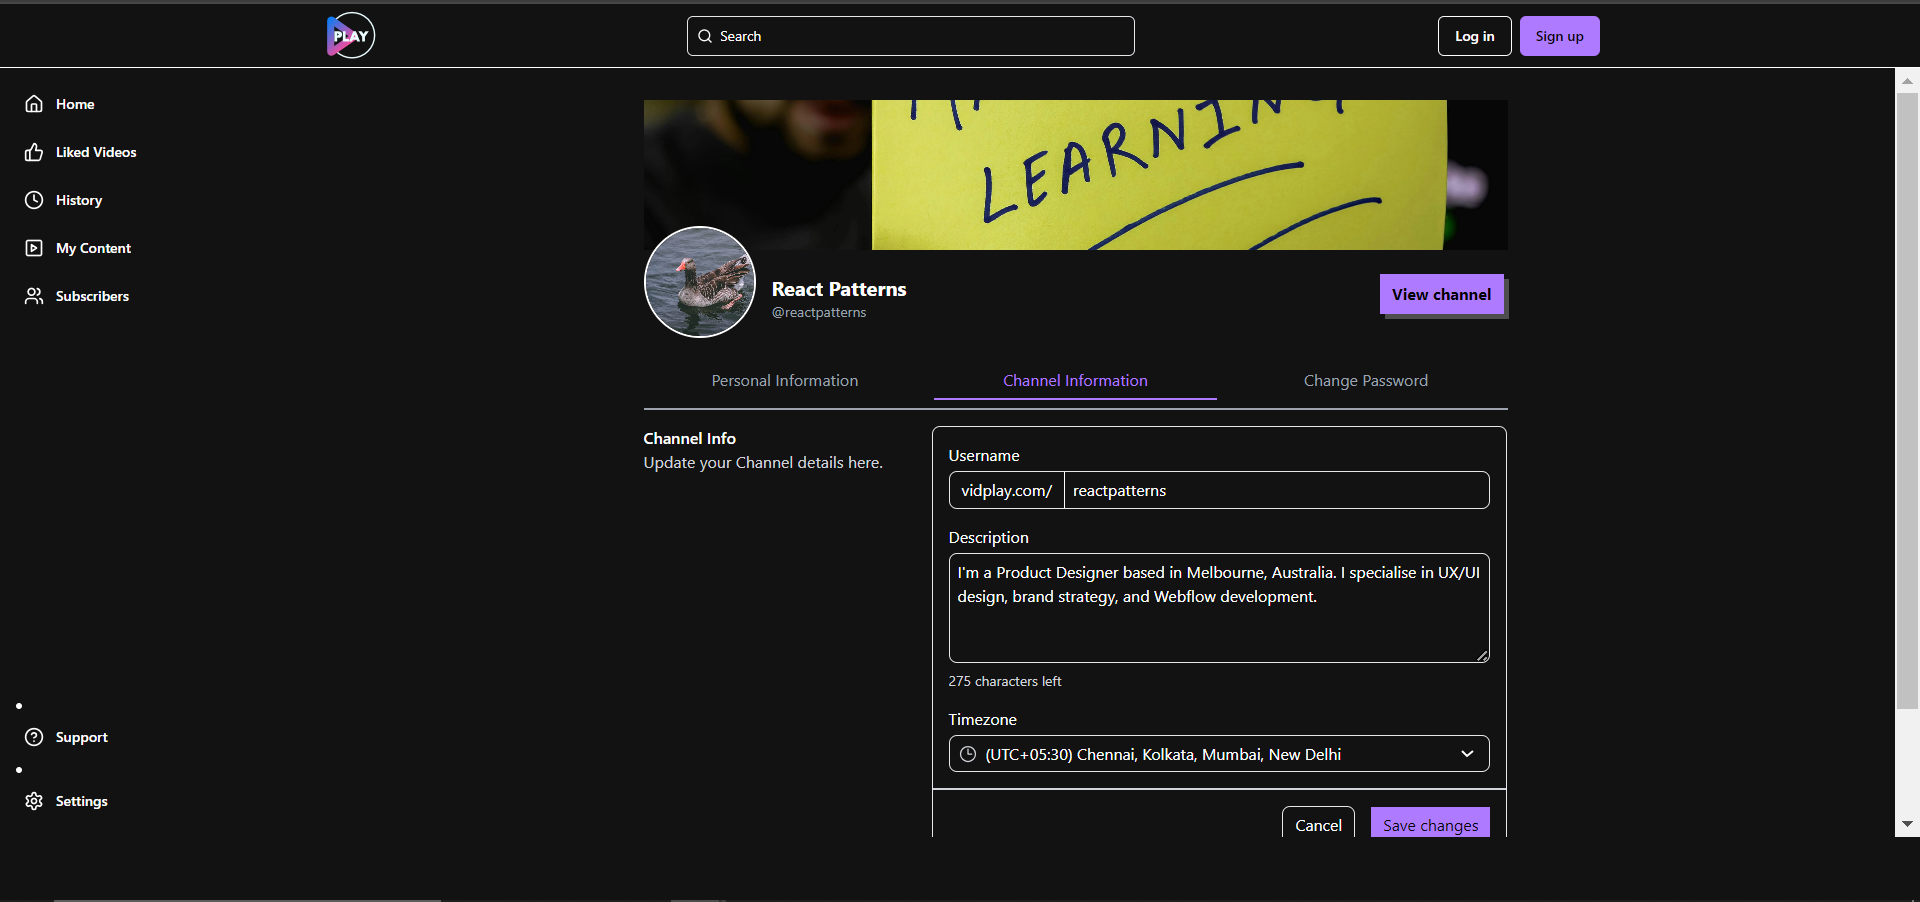 PLAY
Search
Log in
Sign up
Home
Liked Videos
History
My Content
Subscribers
Support
Settings
LEARNING
React Patterns
@reactpatterns
View channel
Personal Information
Channel Information
Change Password
Channel Info
Update your Channel details here.
Username
vidplay.com/
reactpatterns
Description
I'm a Product Designer based in Melbourne, Australia. I specialise in UX/UI
design, brand strategy, and Webflow development.
275 characters left
Timezone
(UTC+05:30) Chennai, Kolkata, Mumbai, New Delhi
Cancel
Save changes